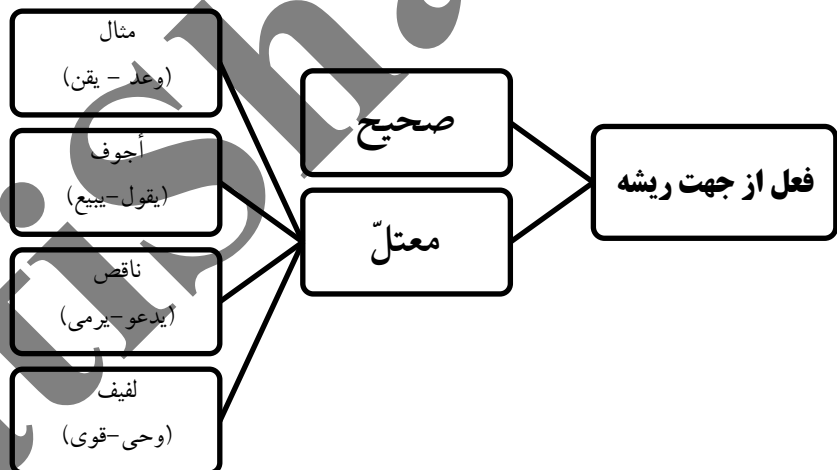 فعل از جهت ریشه
صحیح
معتلّ
مثال
(وعد - یقن)
أجوف
(یقول-یبیع)
ناقص
(یدعو-یرمی)
لفیف
(وحی-قوی)